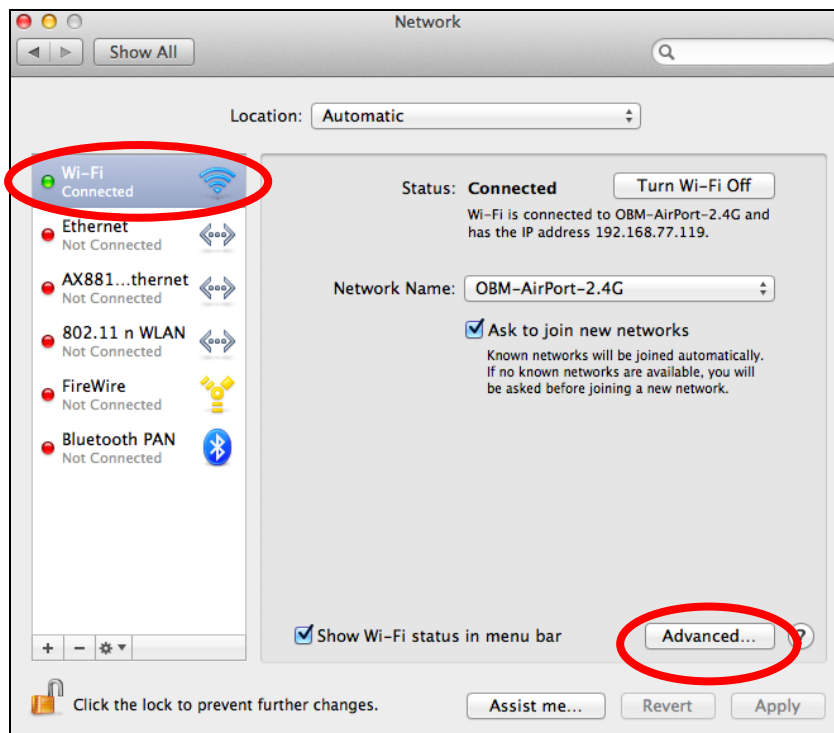 Network
Show All
Location: Automatic
Wi-Fi
Connected
Ethernet
Not Connected
AX881...thernet
Not Connected
802.11 n WLAN
Not Connected
FireWire
Not Connected
Bluetooth PAN
Not Connected
Status: Connected
Turn Wi-Fi Off
Wi-Fi is connected to OBM-AirPort-2.4G and
has the IP address 192.168.77.119.
Network Name: OBM-AirPort-2.4G
Ask to join new networks
Known networks will be joined automatically.
If no known networks are available, you will
be asked before joining a new network.
Show Wi-Fi status in menu bar
Advanced...
?
+ −
Click the lock to prevent further changes.
Assist me...
Revert
Apply